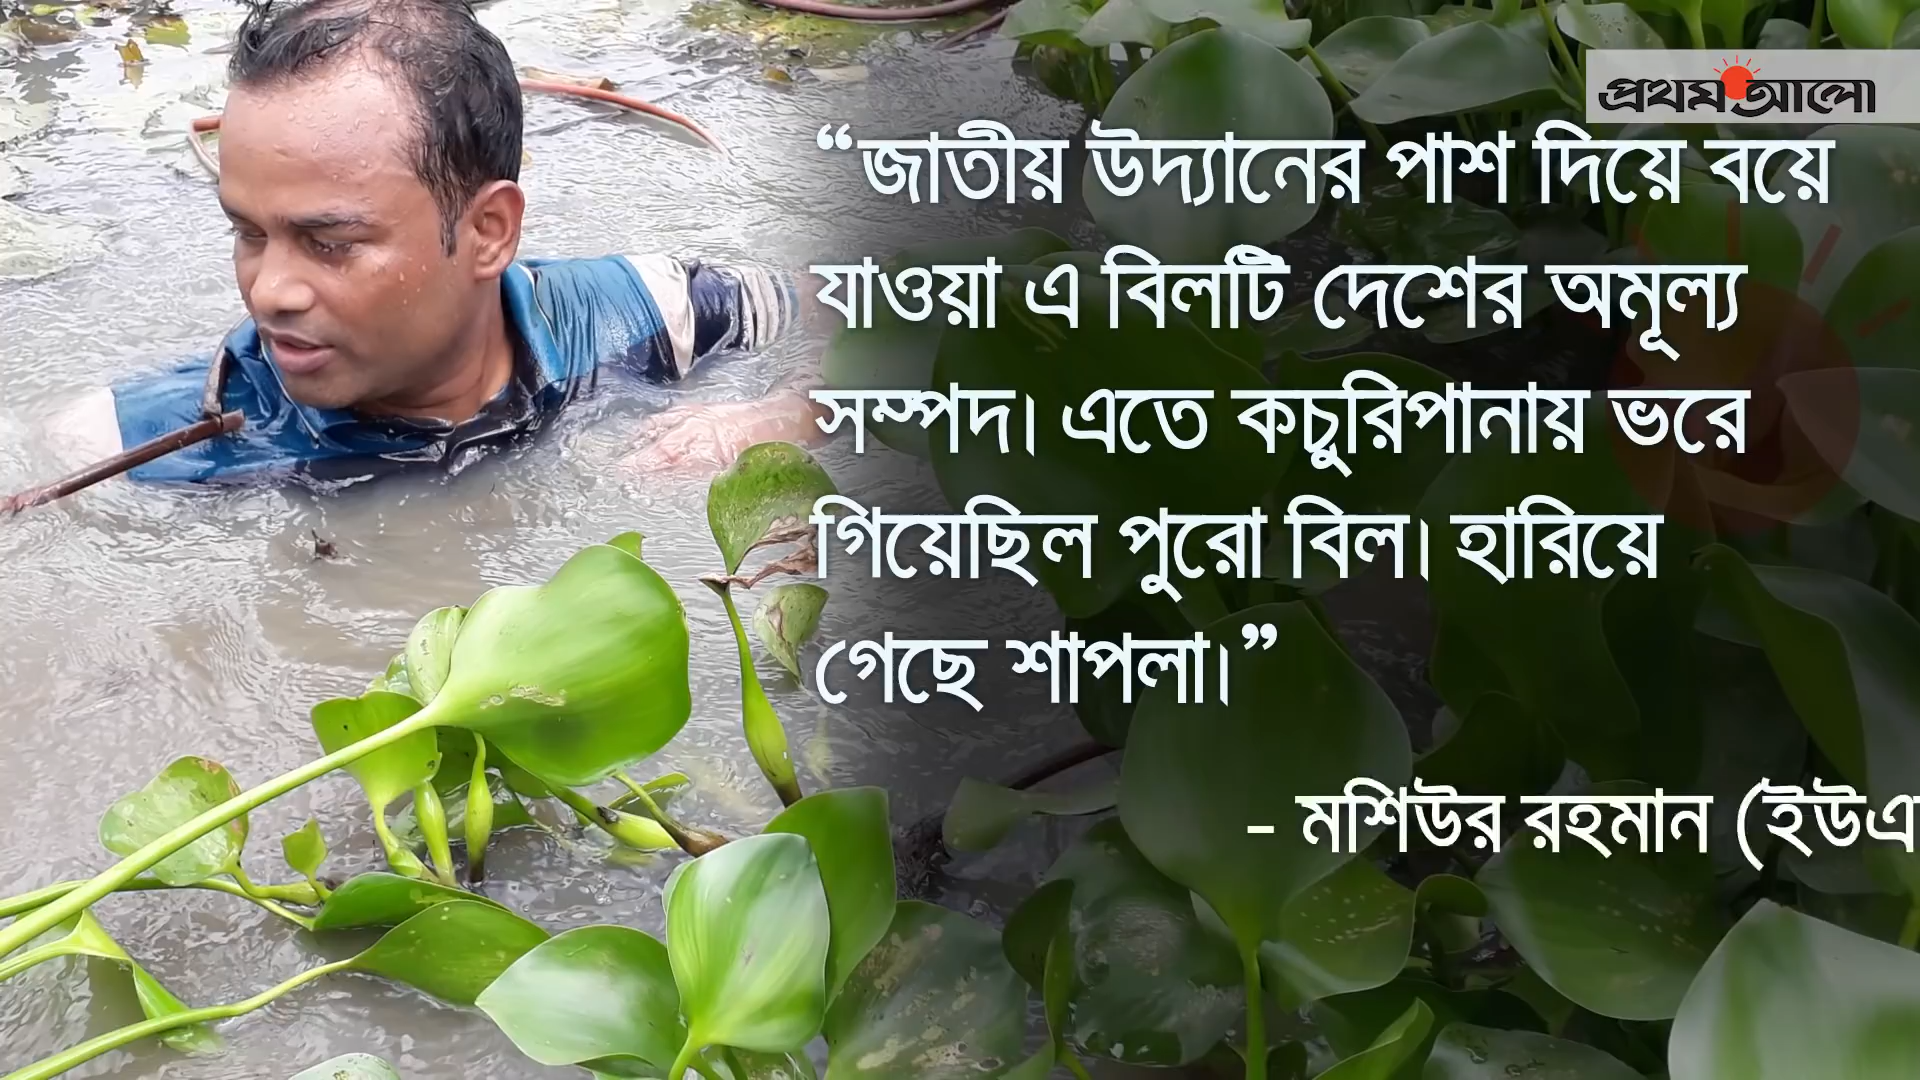 প্রথম আলো
“জাতীয় উদ্যানের পাশ দিয়ে বয়ে
যাওয়া এ বিলটি দেশের অমূল্য
সম্পদ। এতে কচুরিপানায় ভরে
গিয়েছিল পুরো বিল। হারিয়ে
গেছে শাপলা।”
- মশিউর রহমান (ইউএ